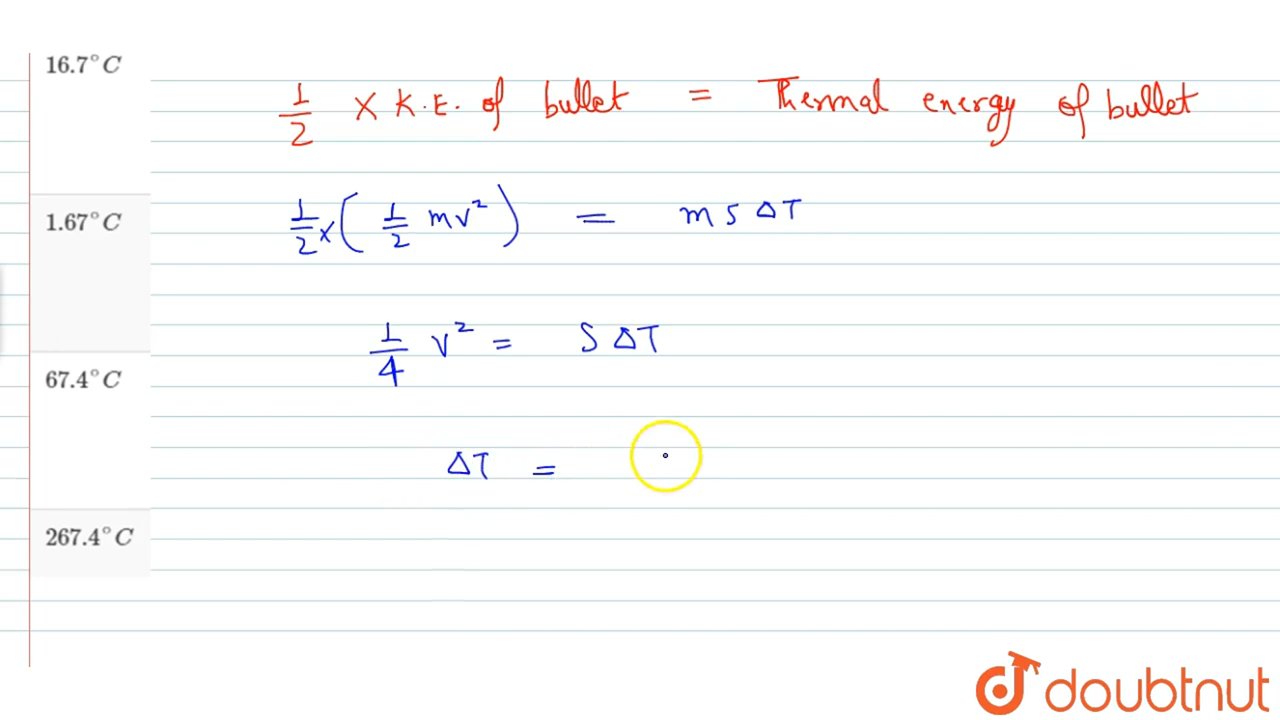 16.7°C
1/2 X K.E. of bullet = Thermal energy of bullet
1.67°C
1/2 x ( 1/2 mv² ) = m s ΔT
1/4 v² = S ΔT
67.4°C
ΔT =
267.4°C
doubtnut